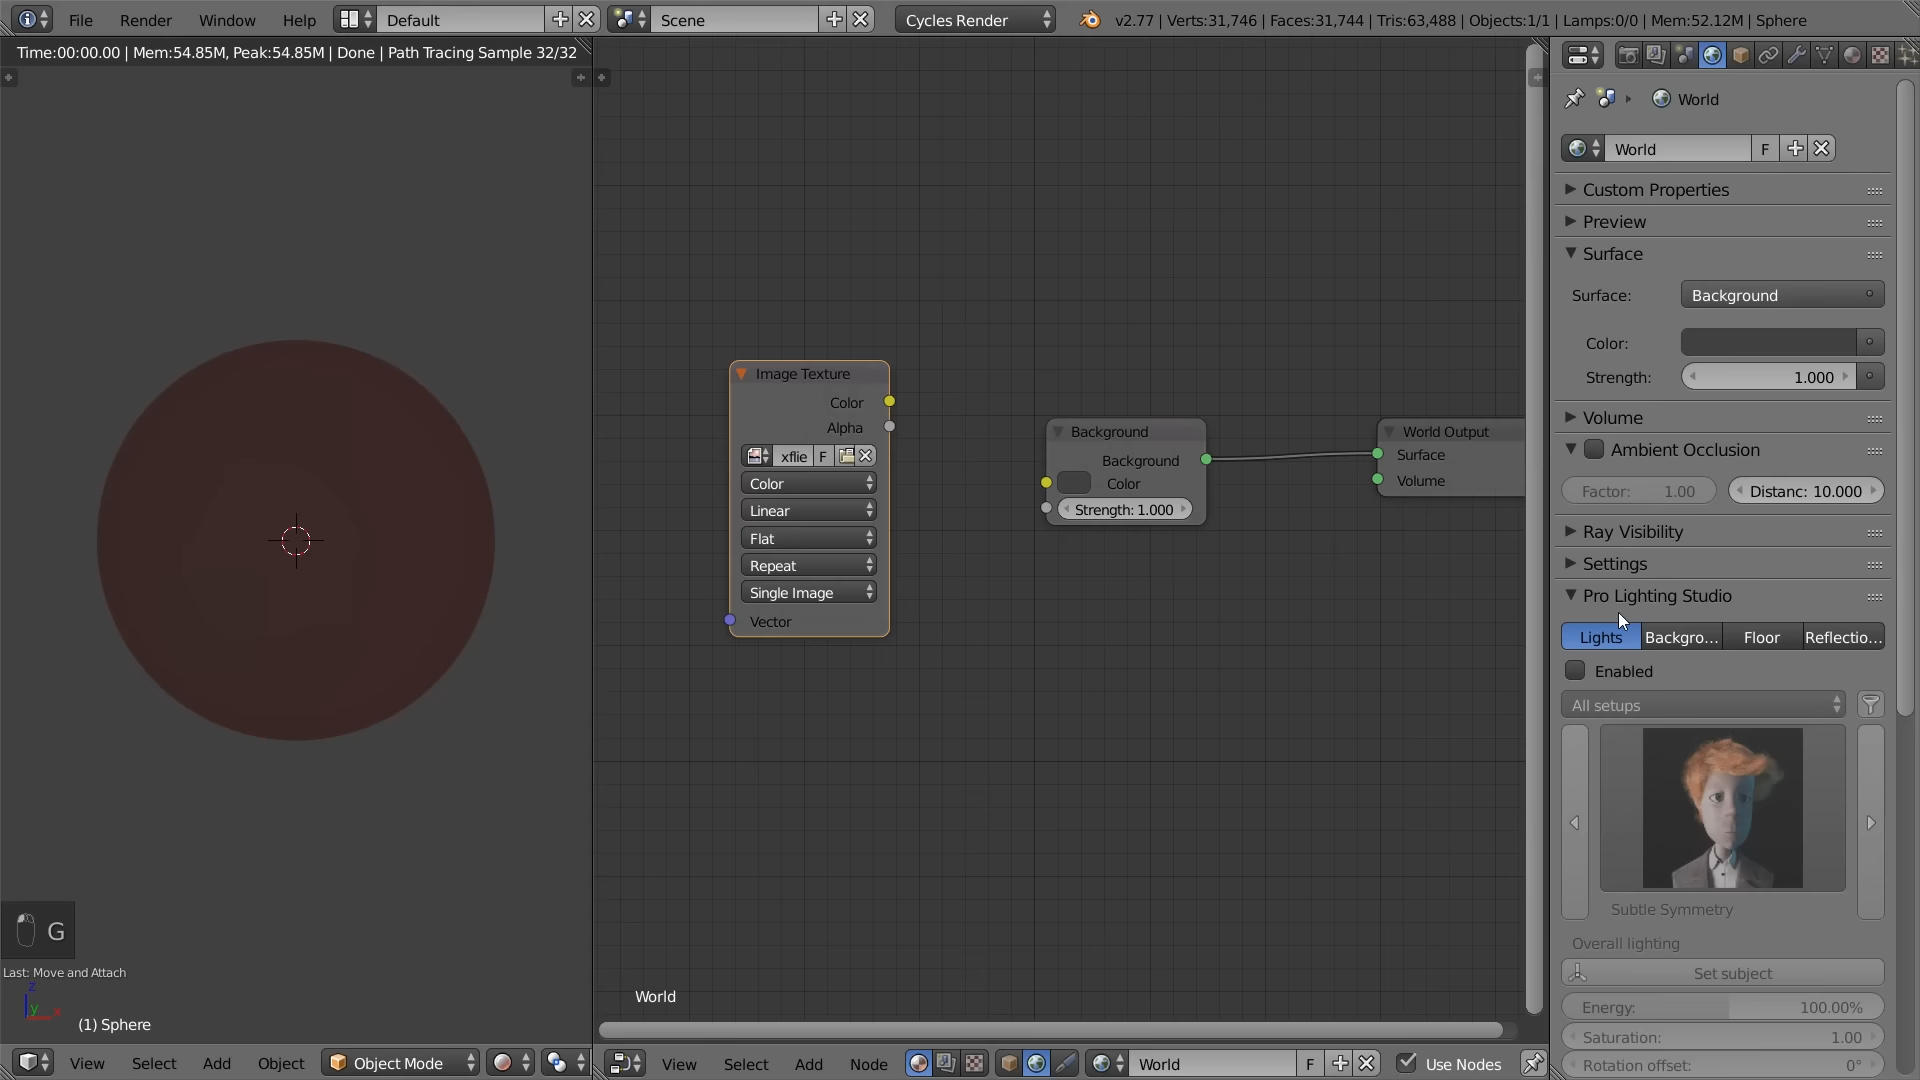 File Render Window Help Default Scene Cycles Render v2.77 | Verts:31,746 | Faces:31,744 | Tris:63,488 | Objects:1/1 | Lamps:0/0 | Mem:52.12M | Sphere
Time:00:00.00 | Mem:54.85M, Peak:54.85M | Done | Path Tracing Sample 32/32
World
World F
Custom Properties
Preview
Surface
Surface: Background
Color:
Strength: 1.000
Volume
Ambient Occlusion
Factor: 1.00 Distanc: 10.000
Ray Visibility
Settings
Pro Lighting Studio
Lights Backgro... Floor Reflectio...
Enabled
All setups
Subtle Symmetry
Overall lighting
Set subject
Energy: 100.00%
Saturation: 1.00
Rotation offset: 0°
Image Texture
Color
Alpha
xflie F
Color
Linear
Flat
Repeat
Single Image
Vector
Background
Background
Color
Strength: 1.000
World Output
Surface
Volume
G
Last: Move and Attach
z
y x
(1) Sphere
World
View Select Add Object Object Mode
View Select Add Node World F Use Nodes